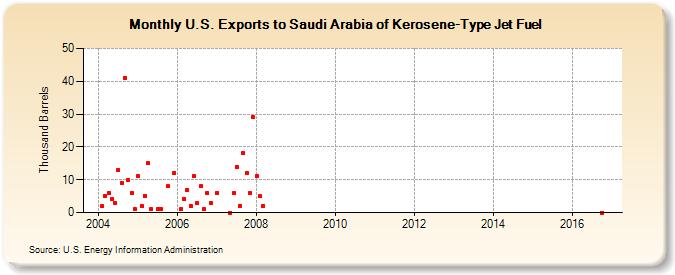 Monthly U.S. Exports to Saudi Arabia of Kerosene-Type Jet Fuel
Thousand Barrels
50
40
30
20
10
0
2004 2006 2008 2010 2012 2014 2016
Source: U.S. Energy Information Administration